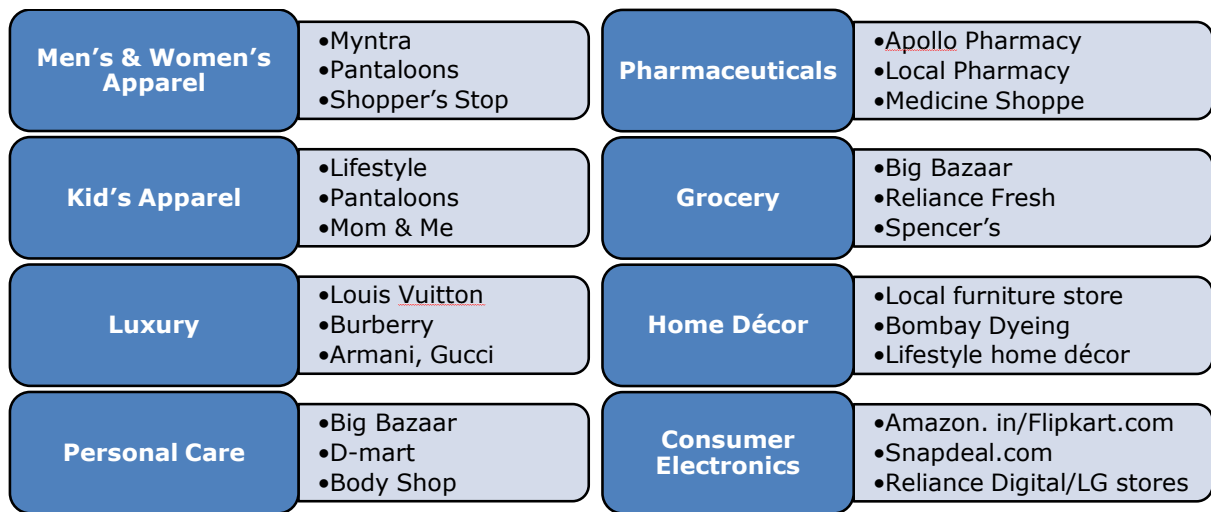 Men’s & Women’s
Apparel
•Myntra
•Pantaloons
•Shopper’s Stop
Pharmaceuticals
•Apollo Pharmacy
•Local Pharmacy
•Medicine Shoppe
Kid’s Apparel
•Lifestyle
•Pantaloons
•Mom & Me
Grocery
•Big Bazaar
•Reliance Fresh
•Spencer’s
Luxury
•Louis Vuitton
•Burberry
•Armani, Gucci
Home Décor
•Local furniture store
•Bombay Dyeing
•Lifestyle home décor
Personal Care
•Big Bazaar
•D-mart
•Body Shop
Consumer
Electronics
•Amazon. in/Flipkart.com
•Snapdeal.com
•Reliance Digital/LG stores